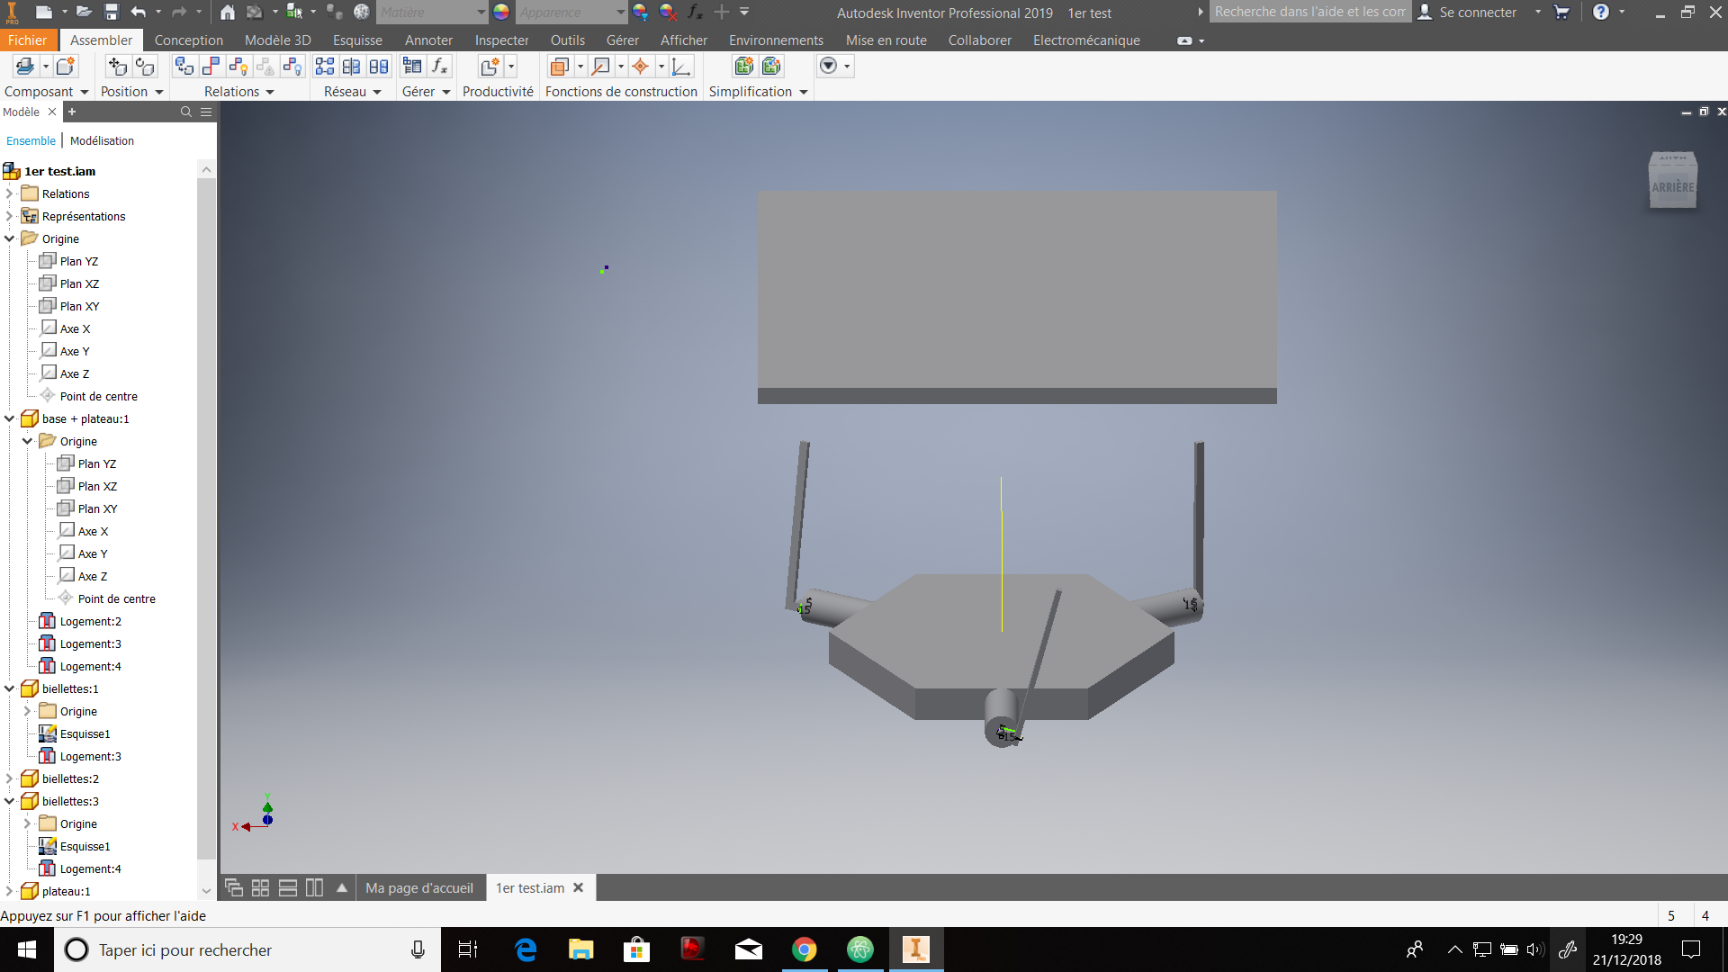 PRO
Matière
Apparence
Autodesk Inventor Professional 2019 1er test
Recherche dans l'aide et les com
Se connecter
Fichier
Assembler
Conception
Modèle 3D
Esquisse
Annoter
Inspecter
Outils
Gérer
Afficher
Environnements
Mise en route
Collaborer
Electromécanique
Composant
Position
Relations
Réseau
Gérer
Productivité
Fonctions de construction
Simplification
Modèle
Ensemble
Modélisation
1er test.iam
Relations
Représentations
Origine
Plan YZ
Plan XZ
Plan XY
Axe X
Axe Y
Axe Z
Point de centre
base + plateau:1
Origine
Plan YZ
Plan XZ
Plan XY
Axe X
Axe Y
Axe Z
Point de centre
Logement:2
Logement:3
Logement:4
biellettes:1
Origine
Esquisse1
Logement:3
biellettes:2
biellettes:3
Origine
Esquisse1
Logement:4
plateau:1
ARRIÈRE
Y
X
Ma page d'accueil
1er test.iam
Appuyez sur F1 pour afficher l'aide
5
4
Taper ici pour rechercher
PRO
19:29
21/12/2018